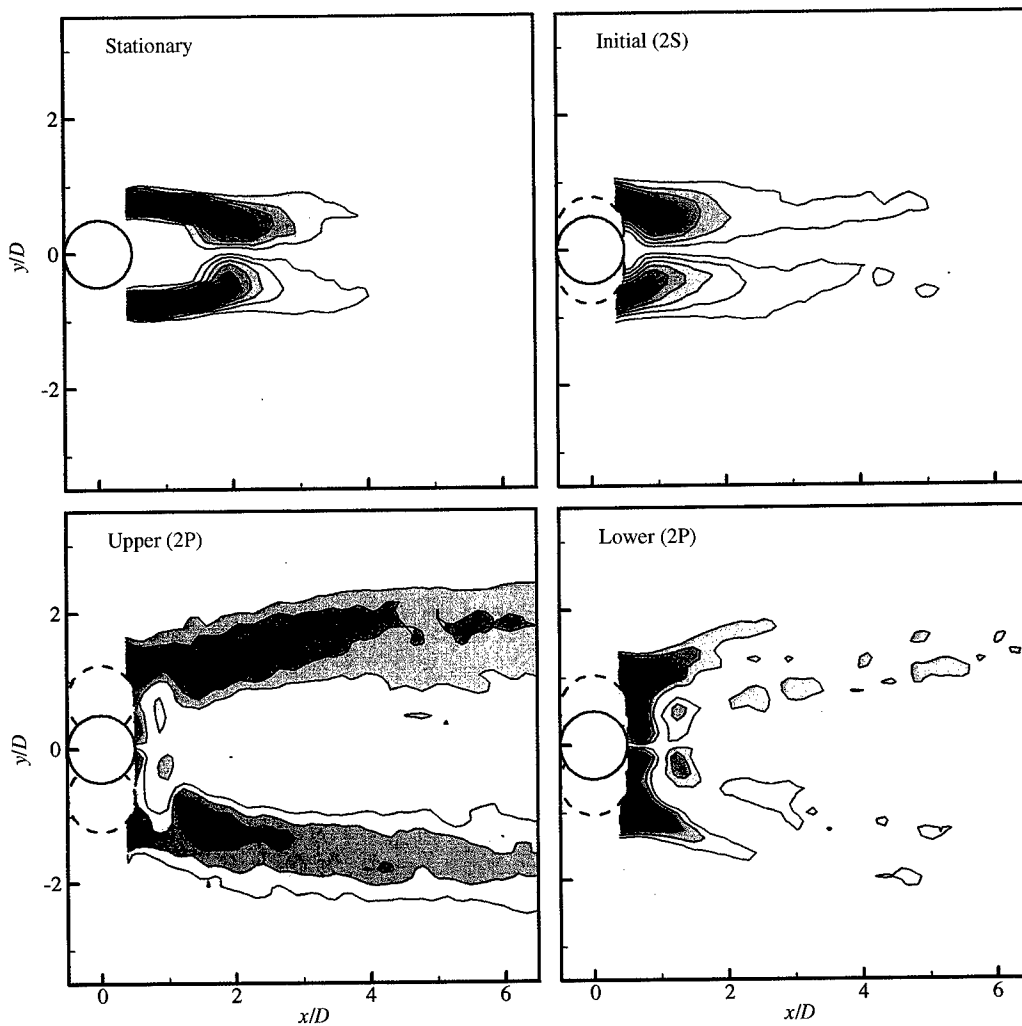 Stationary
Initial (2S)
2
0
-2
y/D
Upper (2P)
Lower (2P)
2
0
-2
y/D
0
2
4
6
x/D
0
2
4
6
x/D